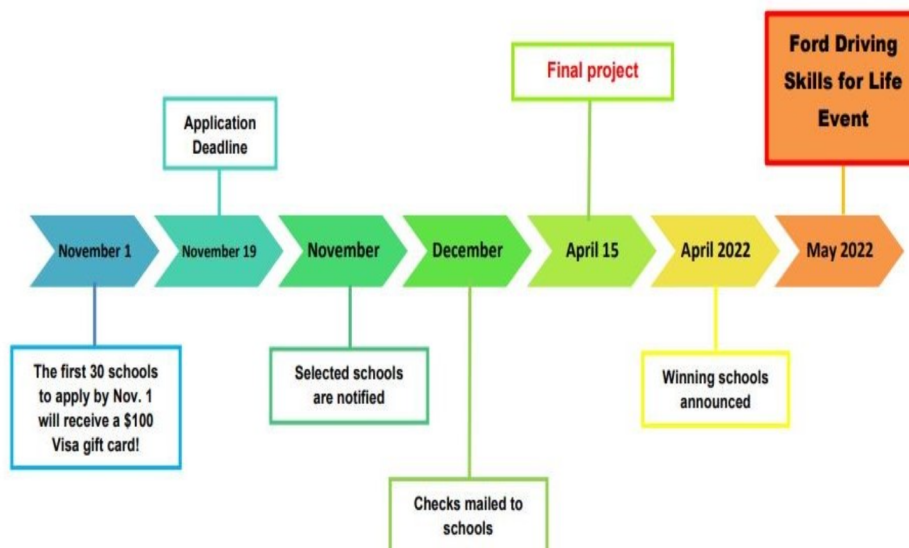 Ford Driving
Skills for Life
Event
Final project
Application
Deadline
November 1
November 19
November
December
April 15
April 2022
May 2022
The first 30 schools
to apply by Nov. 1
will receive a $100
Visa gift card!
Selected schools
are notified
Winning schools
announced
Checks mailed to
schools